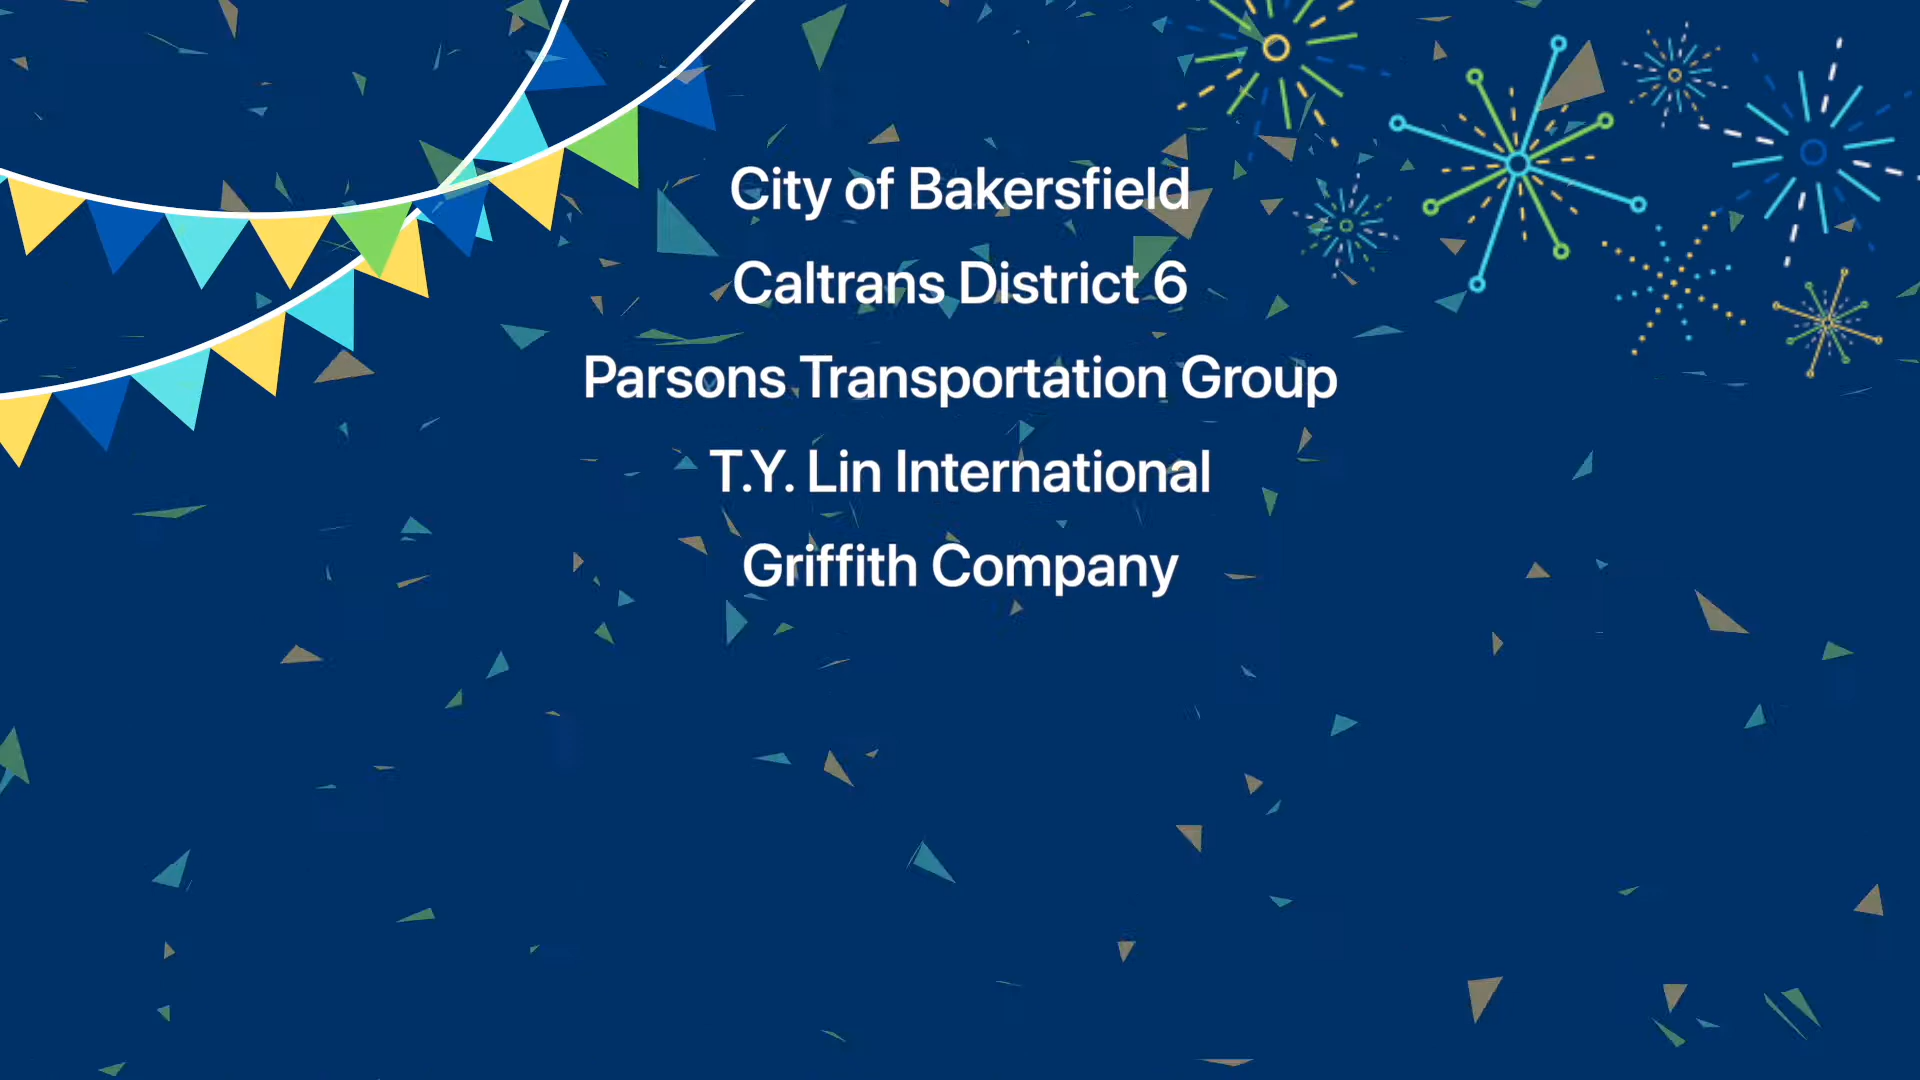 City of Bakersfield
Caltrans District 6
Parsons Transportation Group
T.Y. Lin International
Griffith Company